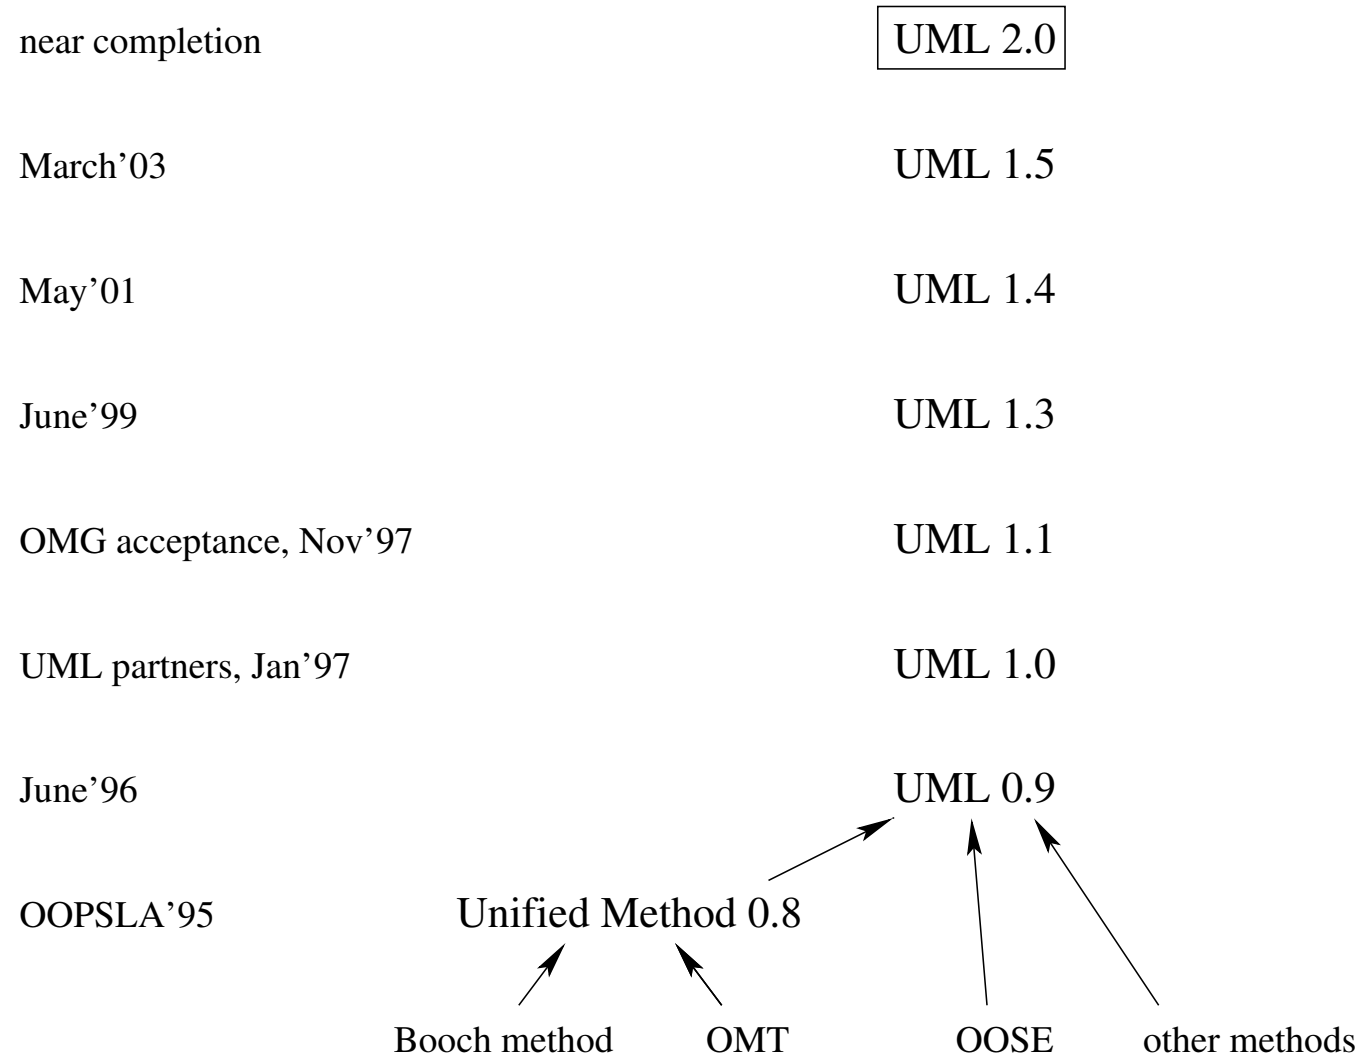 near completion UML 2.0
March’03 UML 1.5
May’01 UML 1.4
June’99 UML 1.3
OMG acceptance, Nov’97 UML 1.1
UML partners, Jan’97 UML 1.0
June’96 UML 0.9
OOPSLA’95 Unified Method 0.8
Booch method OMT OOSE other methods